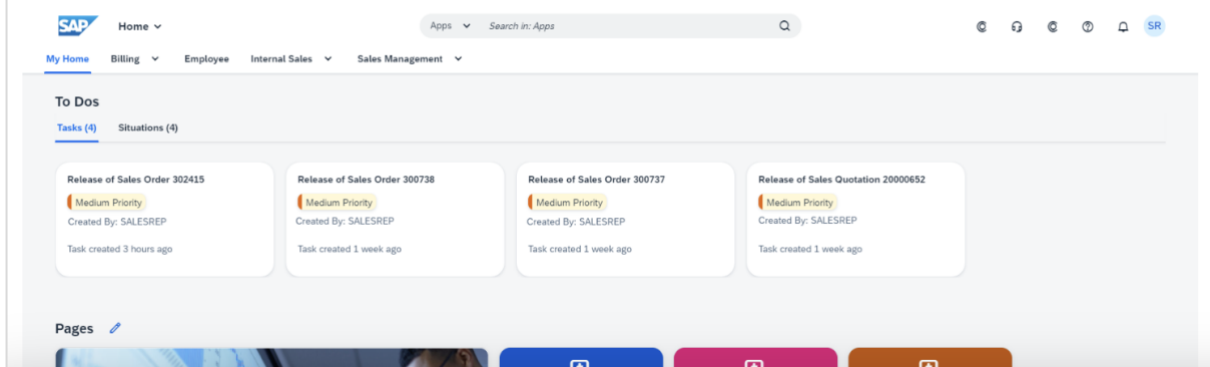 SAP Home Apps Search in: Apps SR
My Home Billing Employee Internal Sales Sales Management
To Dos
Tasks (4) Situations (4)
Release of Sales Order 302415
Medium Priority
Created By: SALESREP
Task created 3 hours ago
Release of Sales Order 300738
Medium Priority
Created By: SALESREP
Task created 1 week ago
Release of Sales Order 300737
Medium Priority
Created By: SALESREP
Task created 1 week ago
Release of Sales Quotation 20000652
Medium Priority
Created By: SALESREP
Task created 1 week ago
Pages